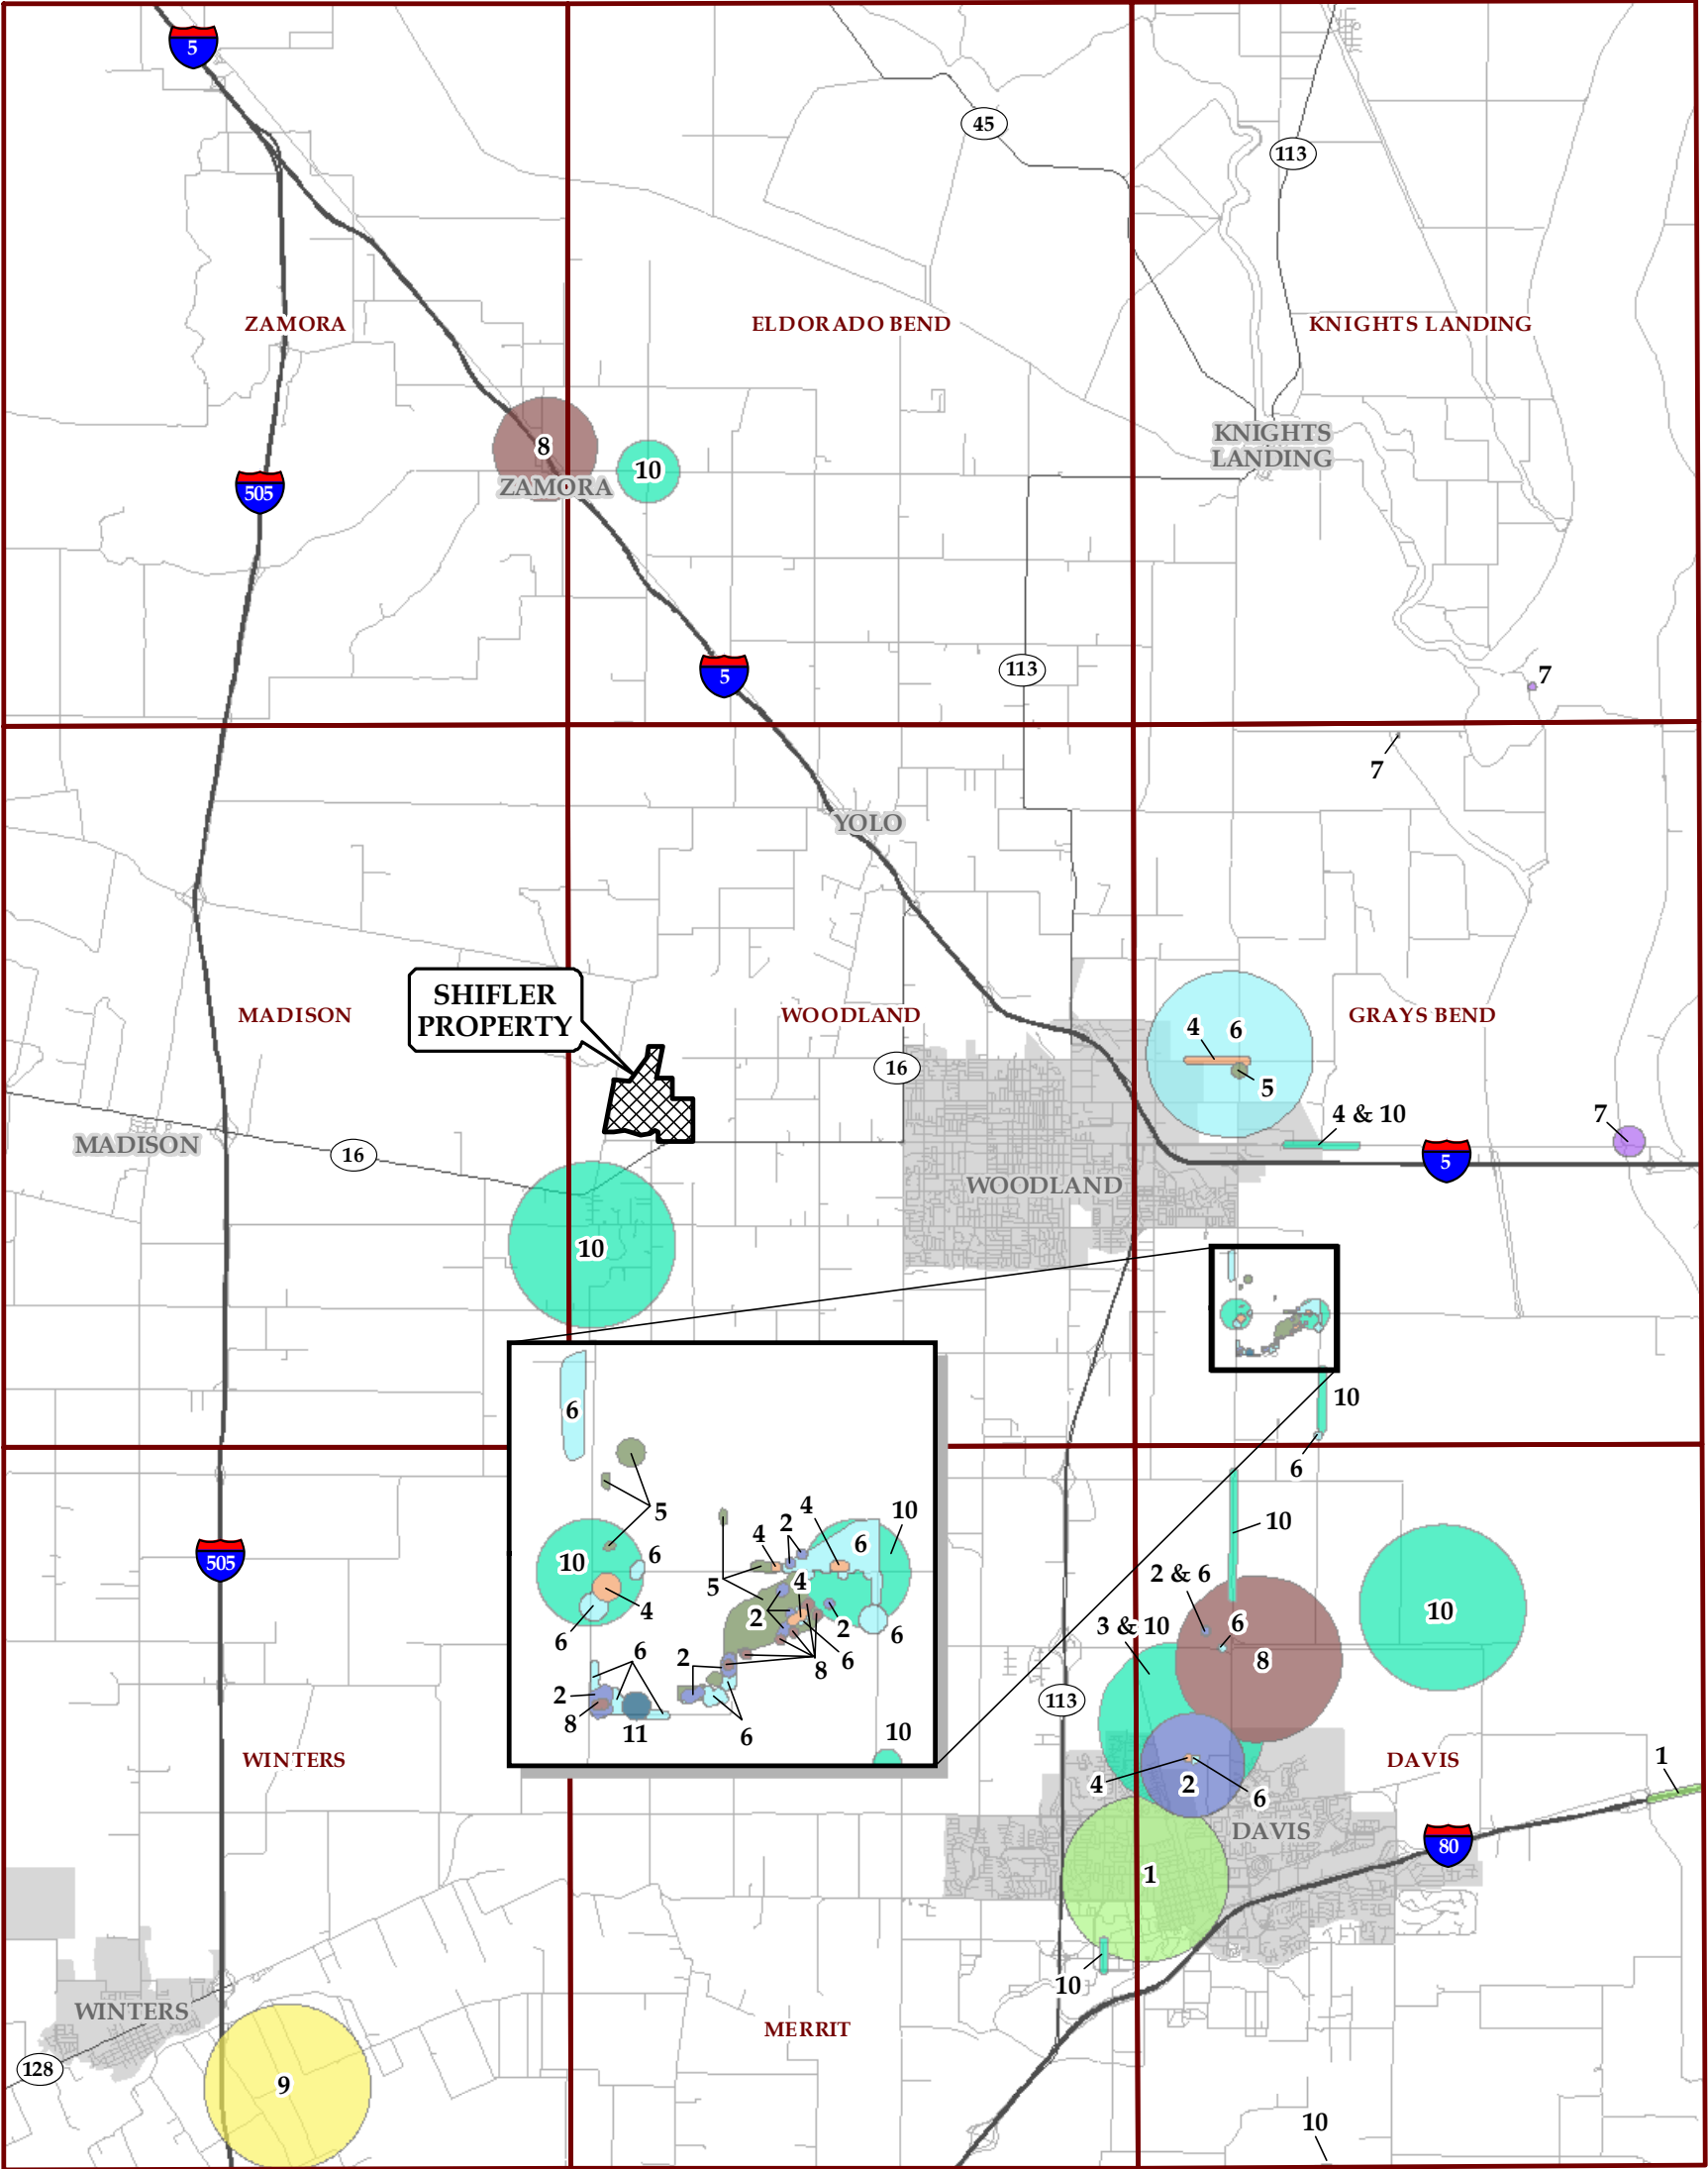 5
45
113
ZAMORA
ELDORADO BEND
KNIGHTS LANDING
8
10
KNIGHTS
LANDING
ZAMORA
505
5
113
7
7
YOLO
SHIFLER
PROPERTY
MADISON
WOODLAND
GRAYS BEND
4
6
16
5
4 & 10
7
MADISON
16
5
WOODLAND
10
10
6
6
5
4
2
4
10
10
6
6
5
4
4
2
2
6
6
6
2
6
8
2
8
11
6
10
505
10
2 & 6
3 & 10
6
8
10
113
WINTERS
4
2
6
DAVIS
1
DAVIS
80
1
10
WINTERS
MERRIT
128
9
10